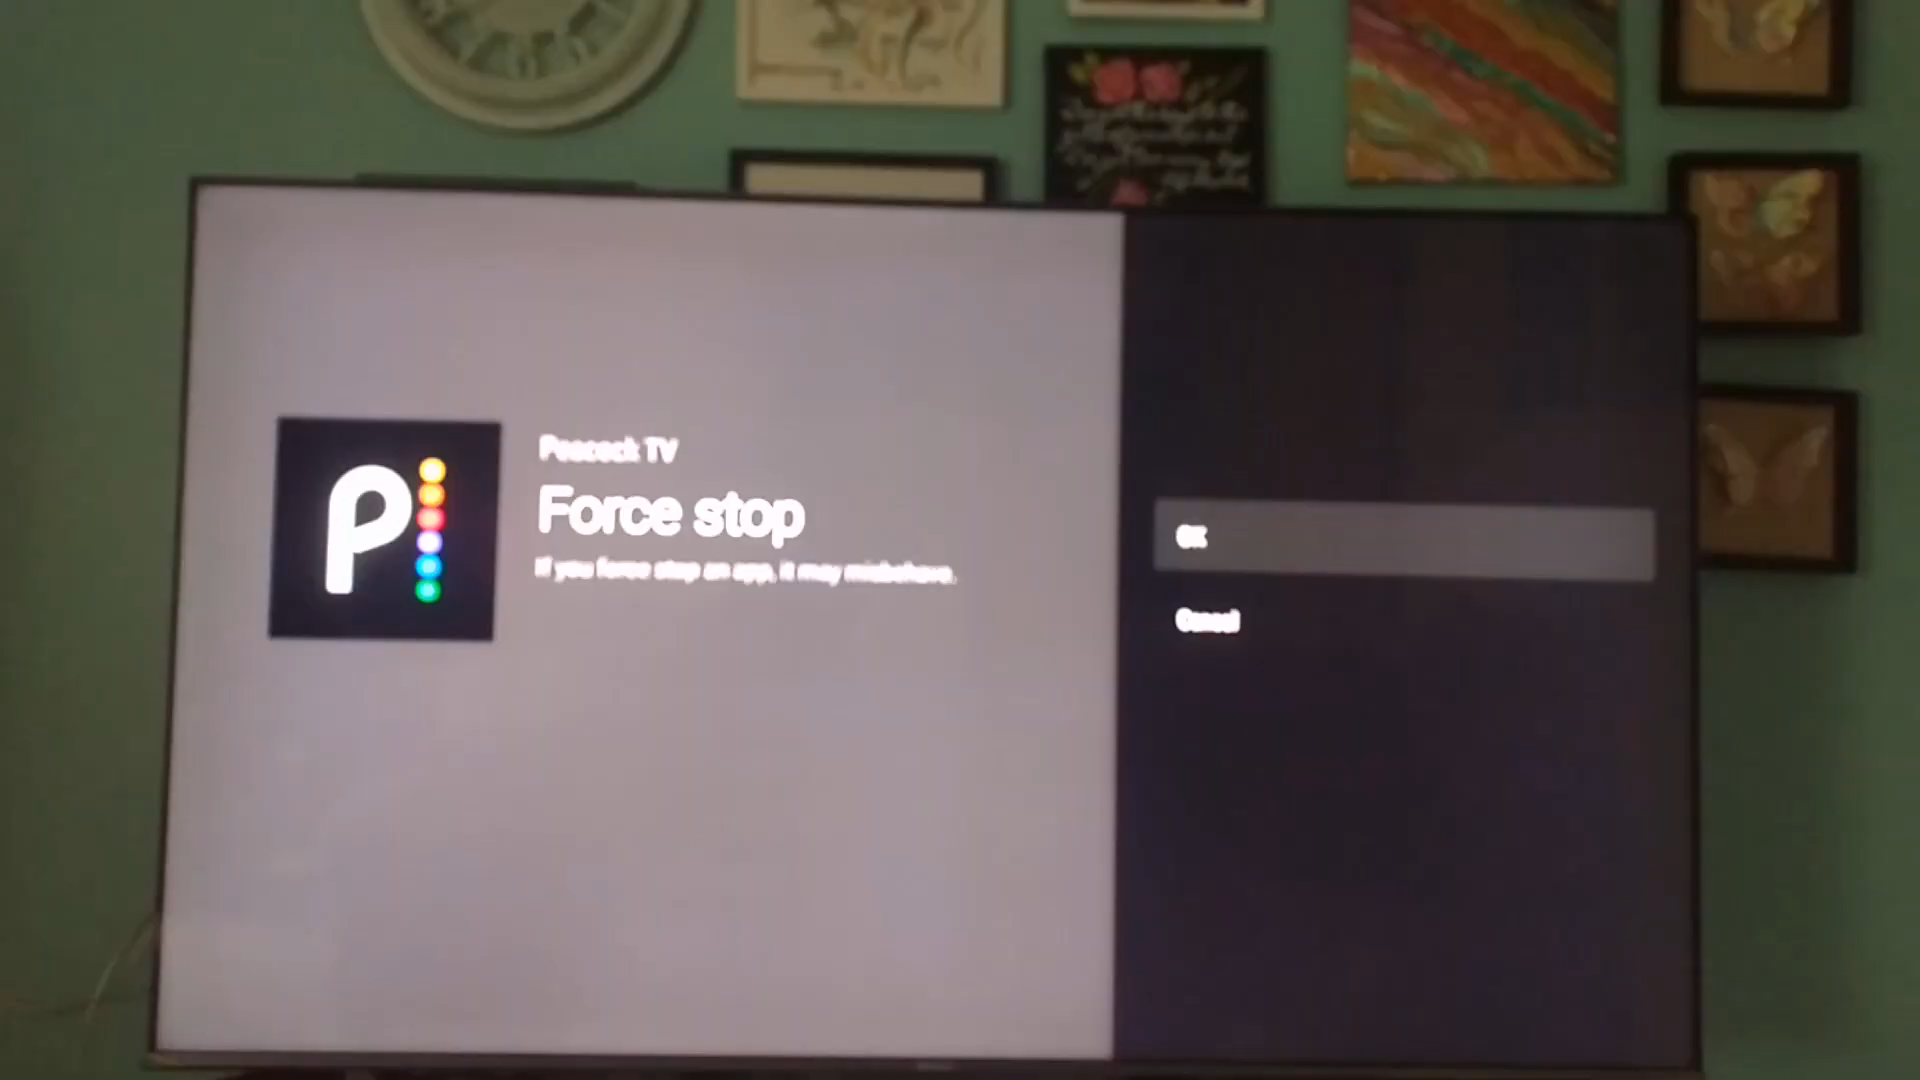 Peacock TV
Force stop
If you force stop an app, it may misbehave.
OK
Cancel